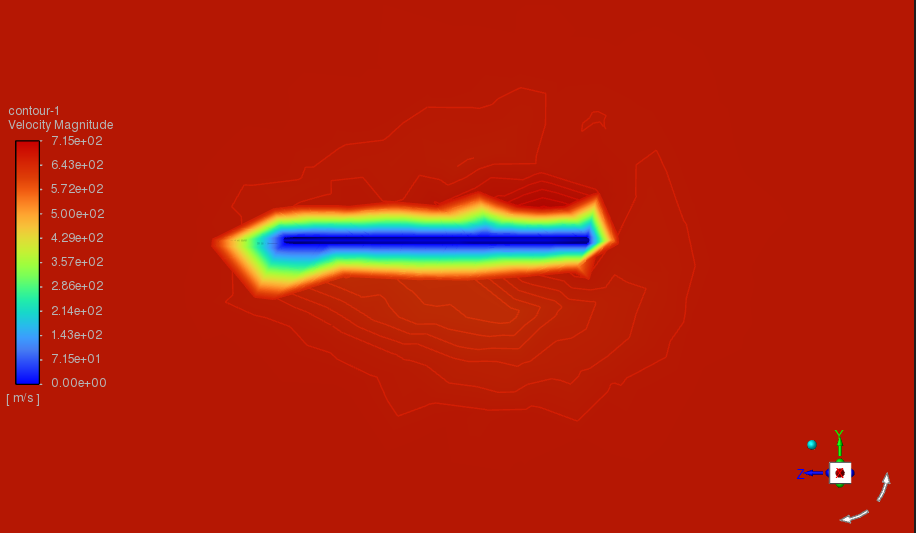 contour-1
Velocity Magnitude
7.15e+02
6.43e+02
5.72e+02
5.00e+02
4.29e+02
3.57e+02
2.86e+02
2.14e+02
1.43e+02
7.15e+01
0.00e+00
[ m/s ]
Y
Z